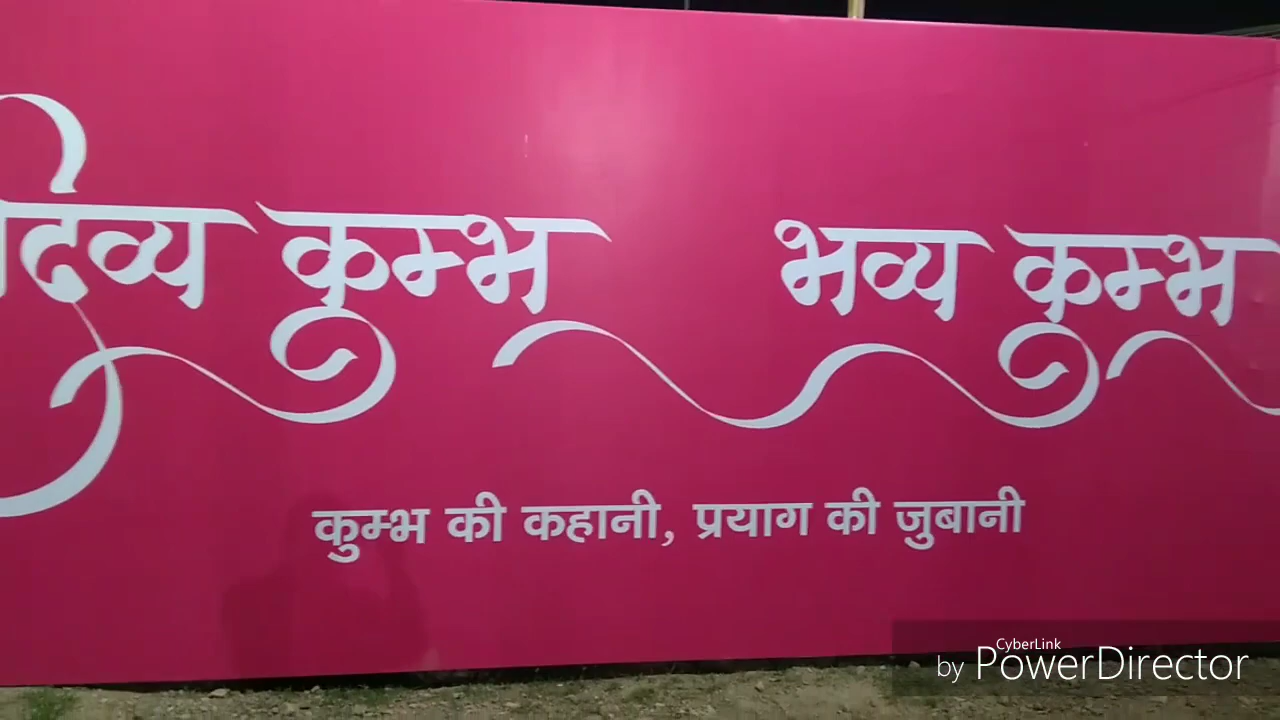 दिव्य कुम्भ भव्य कुम्भ
कुम्भ की कहानी, प्रयाग की जुबानी
CyberLink
by PowerDirector